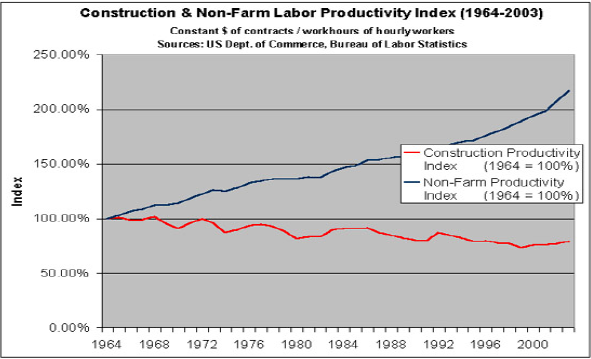 Construction & Non-Farm Labor Productivity Index (1964-2003)
Constant $ of contracts / workhours of hourly workers
Sources: US Dept. of Commerce, Bureau of Labor Statistics
250.00%
200.00%
150.00%
100.00%
50.00%
0.00%
Index
Construction Productivity
Index (1964 = 100%)
Non-Farm Productivity
Index (1964 = 100%)
1964 1968 1972 1976 1980 1984 1988 1992 1996 2000